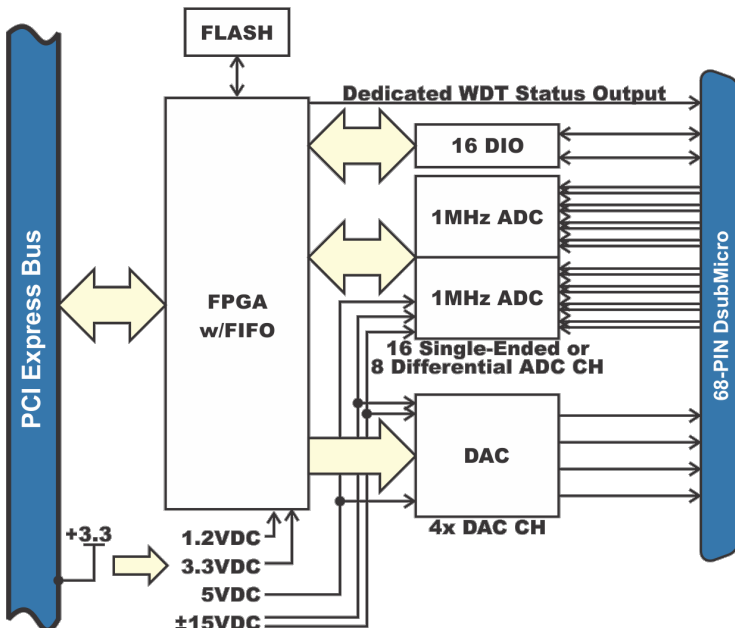 FLASH
Dedicated WDT Status Output
16 DIO
1MHz ADC
1MHz ADC
16 Single-Ended or
8 Differential ADC CH
FPGA
w/FIFO
PCI Express Bus
68-PIN DsubMicro
DAC
4x DAC CH
+3.3
1.2VDC
3.3VDC
5VDC
±15VDC